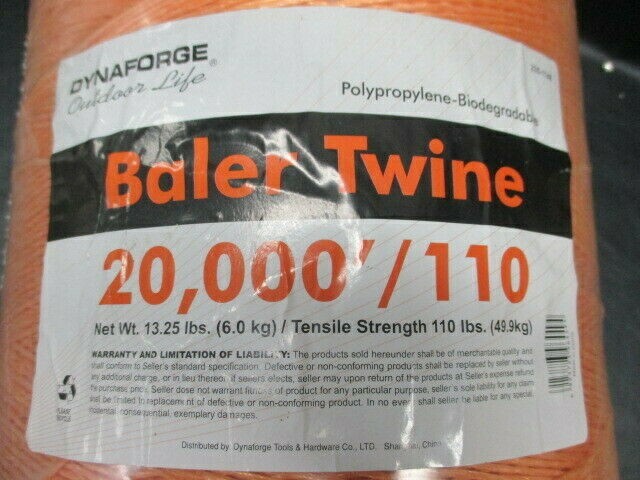 DYNAFORGE
Outdoor Life®
Polypropylene-Biodegradable
Baler Twine
20,000'/110
Net Wt. 13.25 lbs. (6.0 kg) / Tensile Strength 110 lbs. (49.9kg)
WARRANTY AND LIMITATION OF LIABILITY: The products sold hereunder shall be of merchantable quality and
shall conform to Seller's standard specification. Defective or non-conforming products shall be replaced by seller without
any additional charge, or in lieu thereof, if sellers elects, seller may upon return of the products at Seller's expense refund
the purchase price. Seller dose not warrant fitness of product for any particular purpose, seller's sole liability for any claim
shall be limited to replacement of defective or non-conforming product. In no event shall seller be liable for any special,
incidental, consequential, exemplary damages.
PLEASE
RECYCLE
Distributed by Dynaforge Tools & Hardware Co., LTD. Shanghai, China